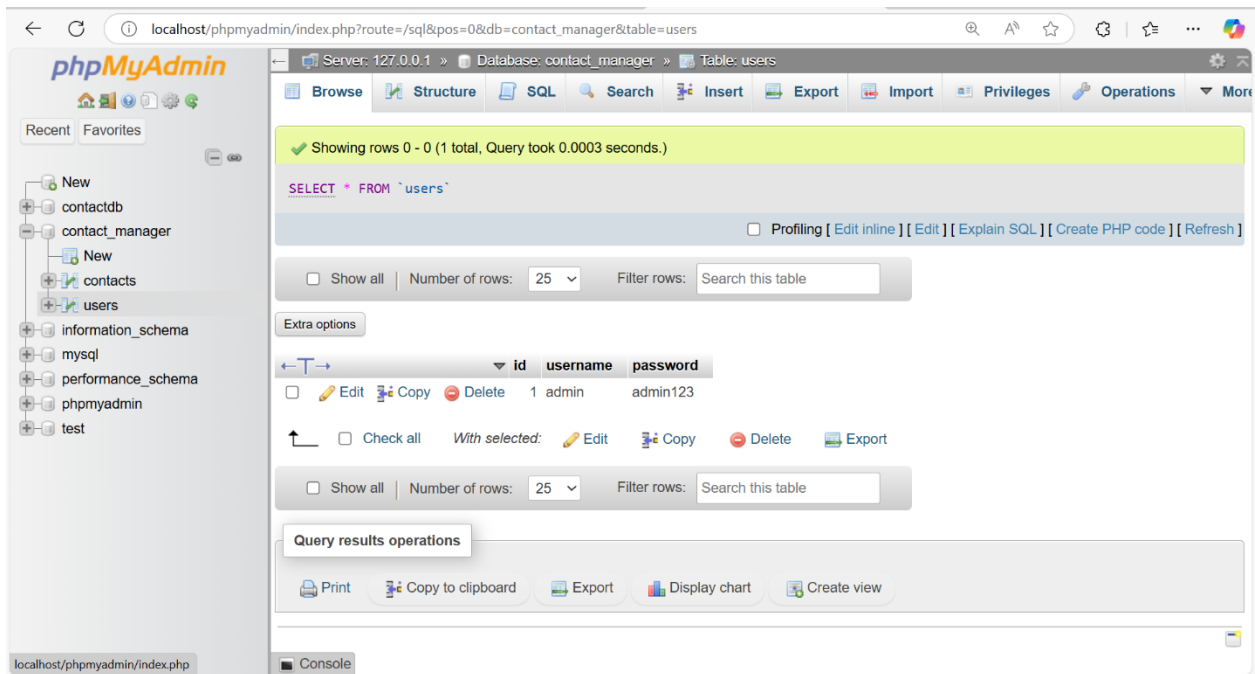 localhost/phpmyadmin/index.php?route=/sql&pos=0&db=contact_manager&table=users
phpMyAdmin
Recent Favorites
New
contactdb
contact_manager
New
contacts
users
information_schema
mysql
performance_schema
phpmyadmin
test
localhost/phpmyadmin/index.php
Server: 127.0.0.1 » Database: contact_manager » Table: users
Browse Structure SQL Search Insert Export Import Privileges Operations More
Showing rows 0 - 0 (1 total, Query took 0.0003 seconds.)
SELECT * FROM `users`
Profiling [ Edit inline ] [ Edit ] [ Explain SQL ] [ Create PHP code ] [ Refresh ]
Show all | Number of rows: 25 Filter rows: Search this table
Extra options
←T→ id username password
Edit Copy Delete 1 admin admin123
Check all With selected: Edit Copy Delete Export
Show all | Number of rows: 25 Filter rows: Search this table
Query results operations
Print Copy to clipboard Export Display chart Create view
Console